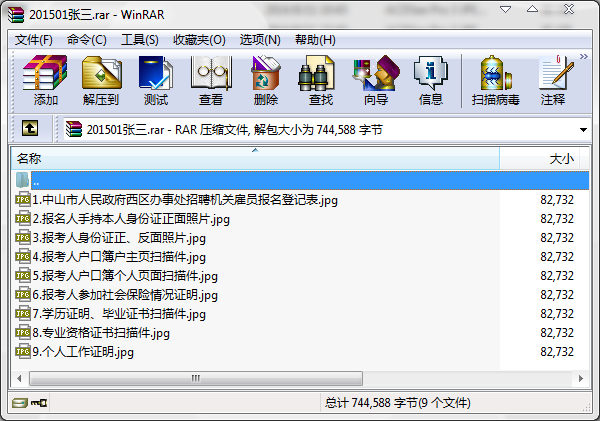 201501张三.rar - WinRAR
文件(F) 命令(C) 工具(S) 收藏夹(O) 选项(N) 帮助(H)
添加 解压到 测试 查看 删除 查找 向导 信息 扫描病毒 注释
201501张三.rar - RAR 压缩文件, 解包大小为 744,588 字节
名称 大小
..
1.中山市人民政府西区办事处招聘机关雇员报名登记表.jpg 82,732
2.报名人手持本人身份证正面照片.jpg 82,732
3.报考人身份证正、反面照片.jpg 82,732
4.报考人户口簿户主页扫描件.jpg 82,732
5.报考人户口簿个人页面扫描件.jpg 82,732
6.报考人参加社会保险情况证明.jpg 82,732
7.学历证明、毕业证书扫描件.jpg 82,732
8.专业资格证书扫描件.jpg 82,732
9.个人工作证明.jpg 82,732
总计 744,588 字节(9 个文件)